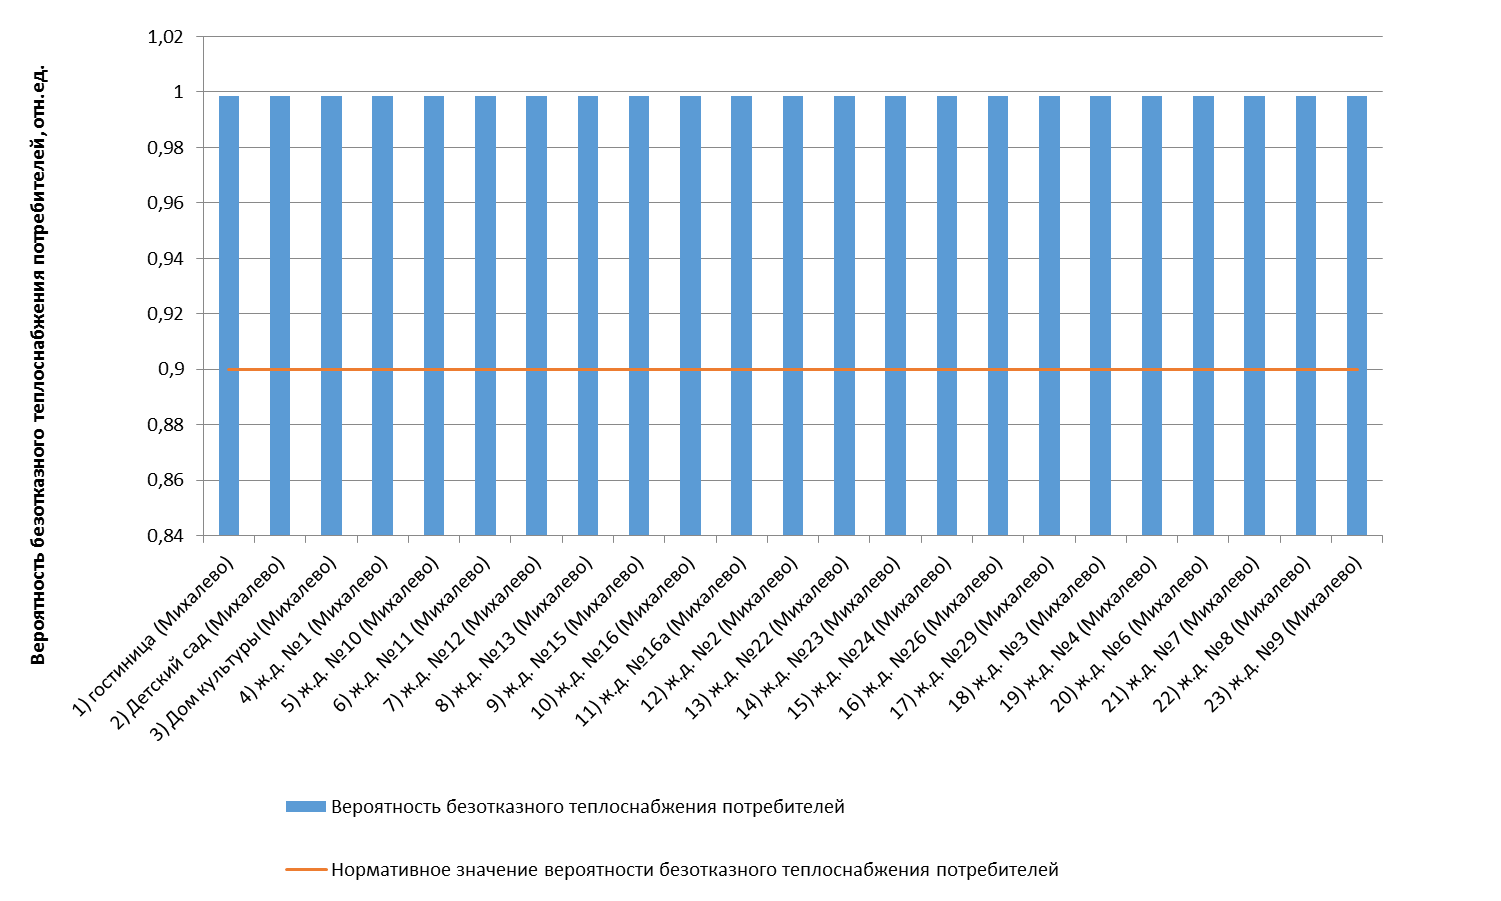 Вероятность безотказного теплоснабжения потребителей, отн.ед.
1,02
1
0,98
0,96
0,94
0,92
0,9
0,88
0,86
0,84
1) гостиница (Михалево)
2) Детский сад (Михалево)
3) Дом культуры (Михалево)
4) ж.д. №1 (Михалево)
5) ж.д. №10 (Михалево)
6) ж.д. №11 (Михалево)
7) ж.д. №12 (Михалево)
8) ж.д. №13 (Михалево)
9) ж.д. №15 (Михалево)
10) ж.д. №16 (Михалево)
11) ж.д. №16а (Михалево)
12) ж.д. №2 (Михалево)
13) ж.д. №22 (Михалево)
14) ж.д. №23 (Михалево)
15) ж.д. №24 (Михалево)
16) ж.д. №26 (Михалево)
17) ж.д. №29 (Михалево)
18) ж.д. №3 (Михалево)
19) ж.д. №4 (Михалево)
20) ж.д. №6 (Михалево)
21) ж.д. №7 (Михалево)
22) ж.д. №8 (Михалево)
23) ж.д. №9 (Михалево)
Вероятность безотказного теплоснабжения потребителей
Нормативное значение вероятности безотказного теплоснабжения потребителей